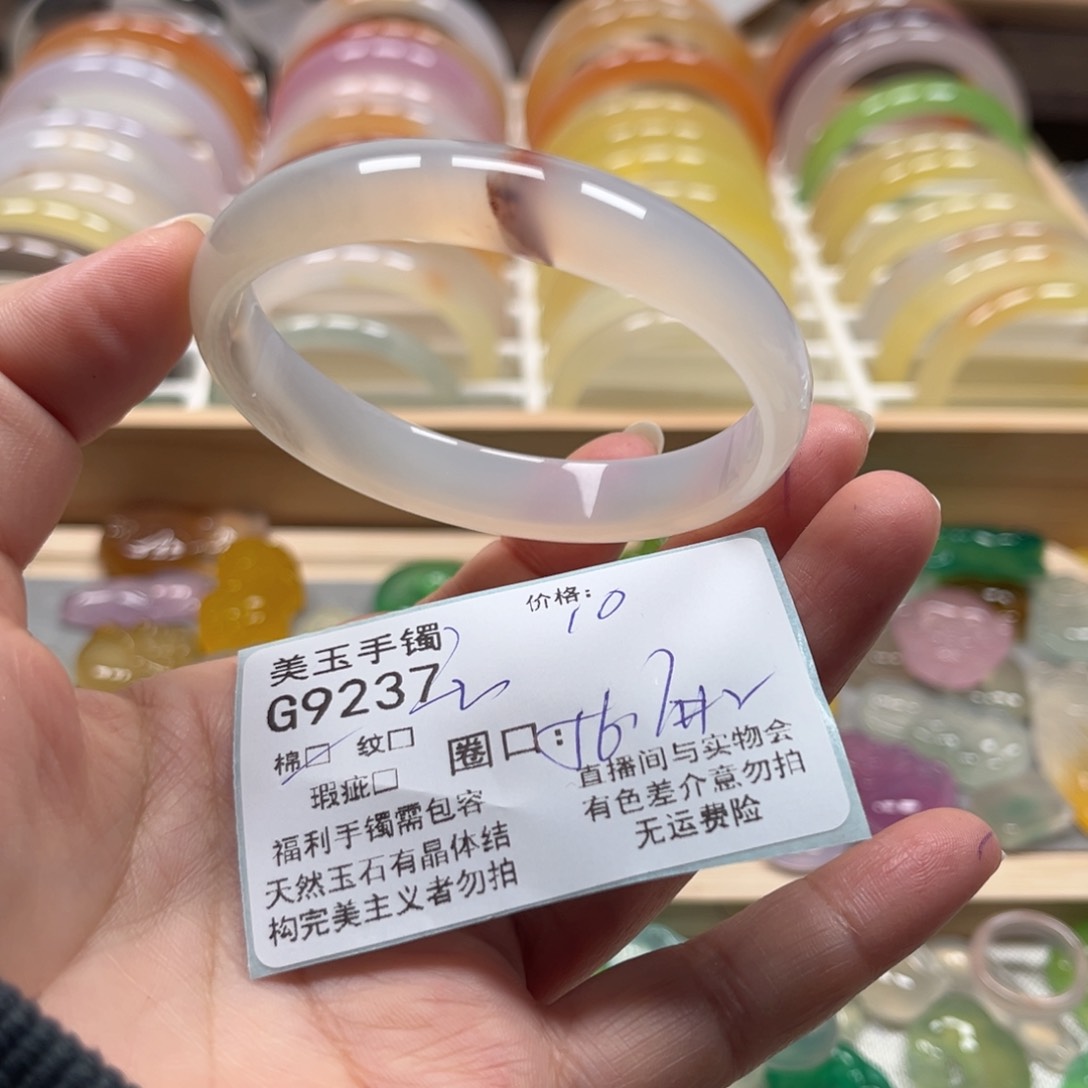 价格: 10
美玉手镯
G9237
棉☑ 纹□ 圈口: 56
瑕疵□
直播间与实物会
有色差介意勿拍
无运费险
福利手镯需包容
天然玉石有晶体结
构完美主义者勿拍